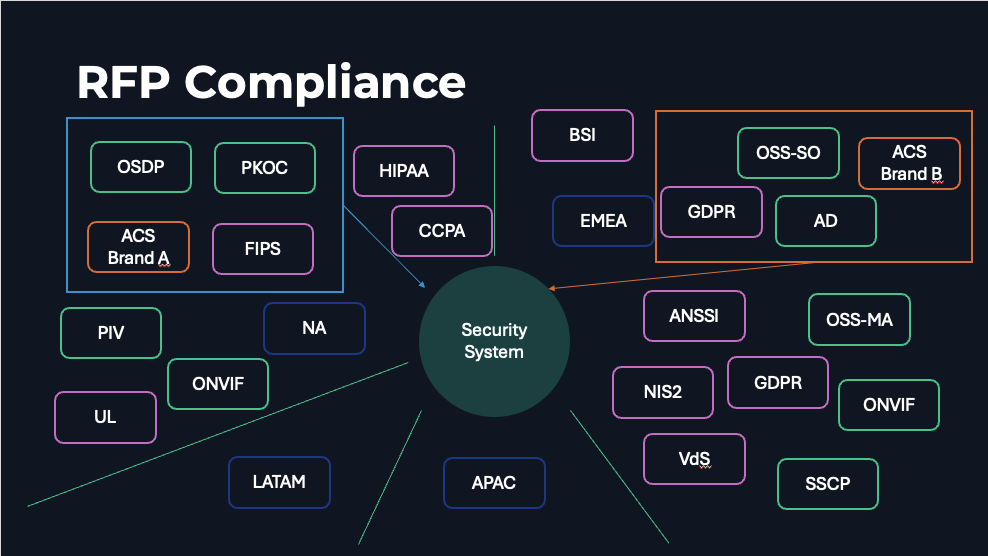 RFP Compliance
OSDP
PKOC
ACS
Brand A
FIPS
HIPAA
CCPA
PIV
NA
ONVIF
UL
BSI
EMEA
OSS-SO
ACS
Brand B
GDPR
AD
Security
System
ANSSI
OSS-MA
NIS2
GDPR
ONVIF
VdS
SSCP
LATAM
APAC